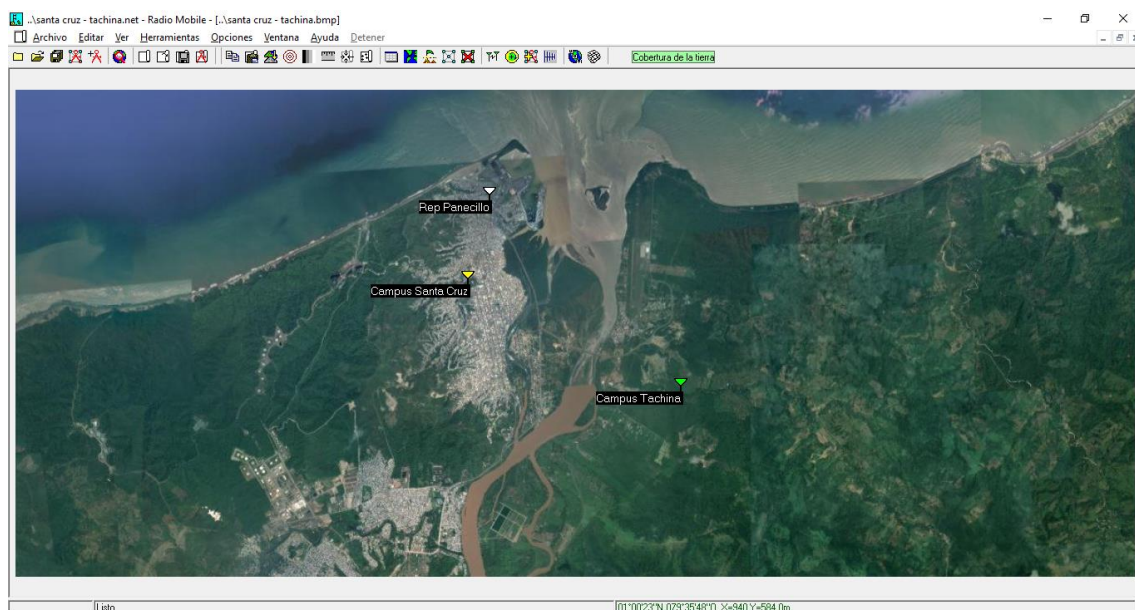 ..\santa cruz - tachina.net - Radio Mobile - [..\santa cruz - tachina.bmp]
Archivo Editar Ver Herramientas Opciones Ventana Ayuda Detener
Cobertura de la tierra
Rep Panecillo
Campus Santa Cruz
Campus Tachina
Listo
01°00'23"N 079°35'48"O X=940 Y=584.0m